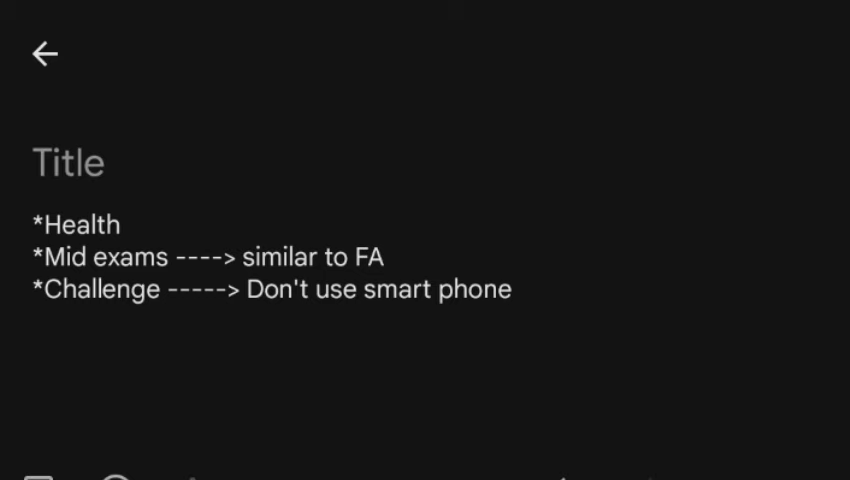 Title
*Health
*Mid exams ----> similar to FA
*Challenge -----> Don't use smart phone